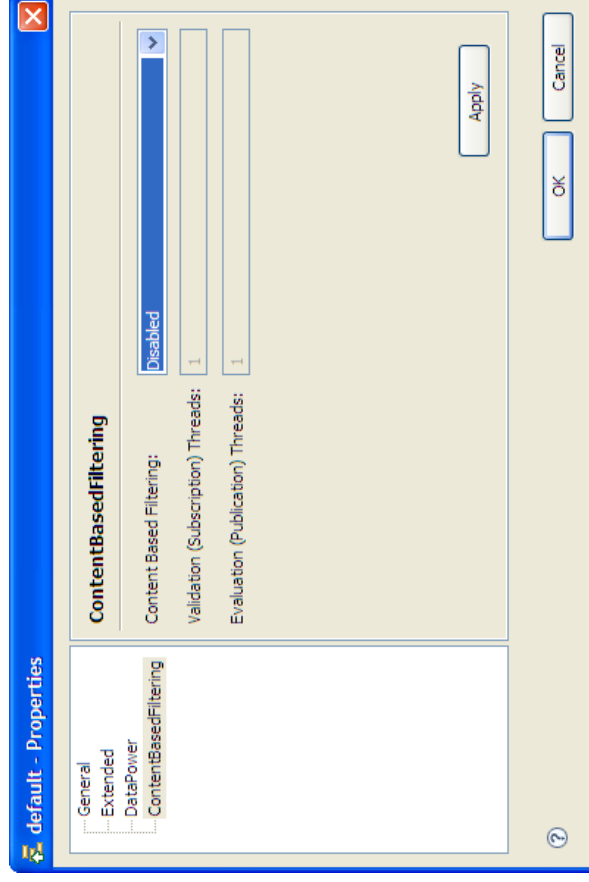 default - Properties
General
Extended
DataPower
ContentBasedFiltering
ContentBasedFiltering
Content Based Filtering:
Disabled
Validation (Subscription) Threads:
1
Evaluation (Publication) Threads:
1
Apply
?
OK
Cancel